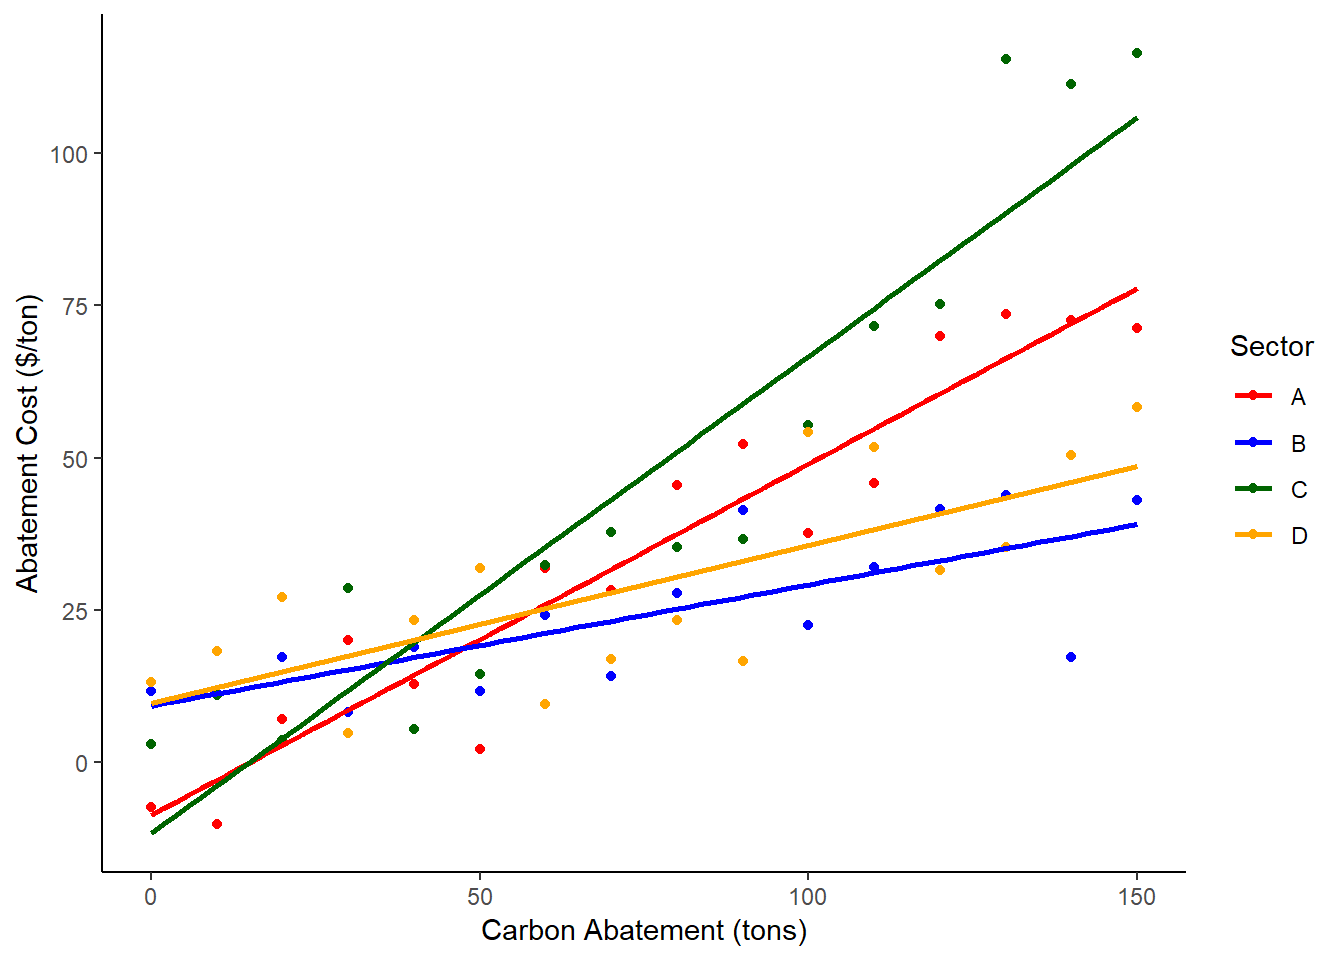 100
75
50
25
0
Abatement Cost ($/ton)
0 50 100 150
Carbon Abatement (tons)
Sector
A
B
C
D